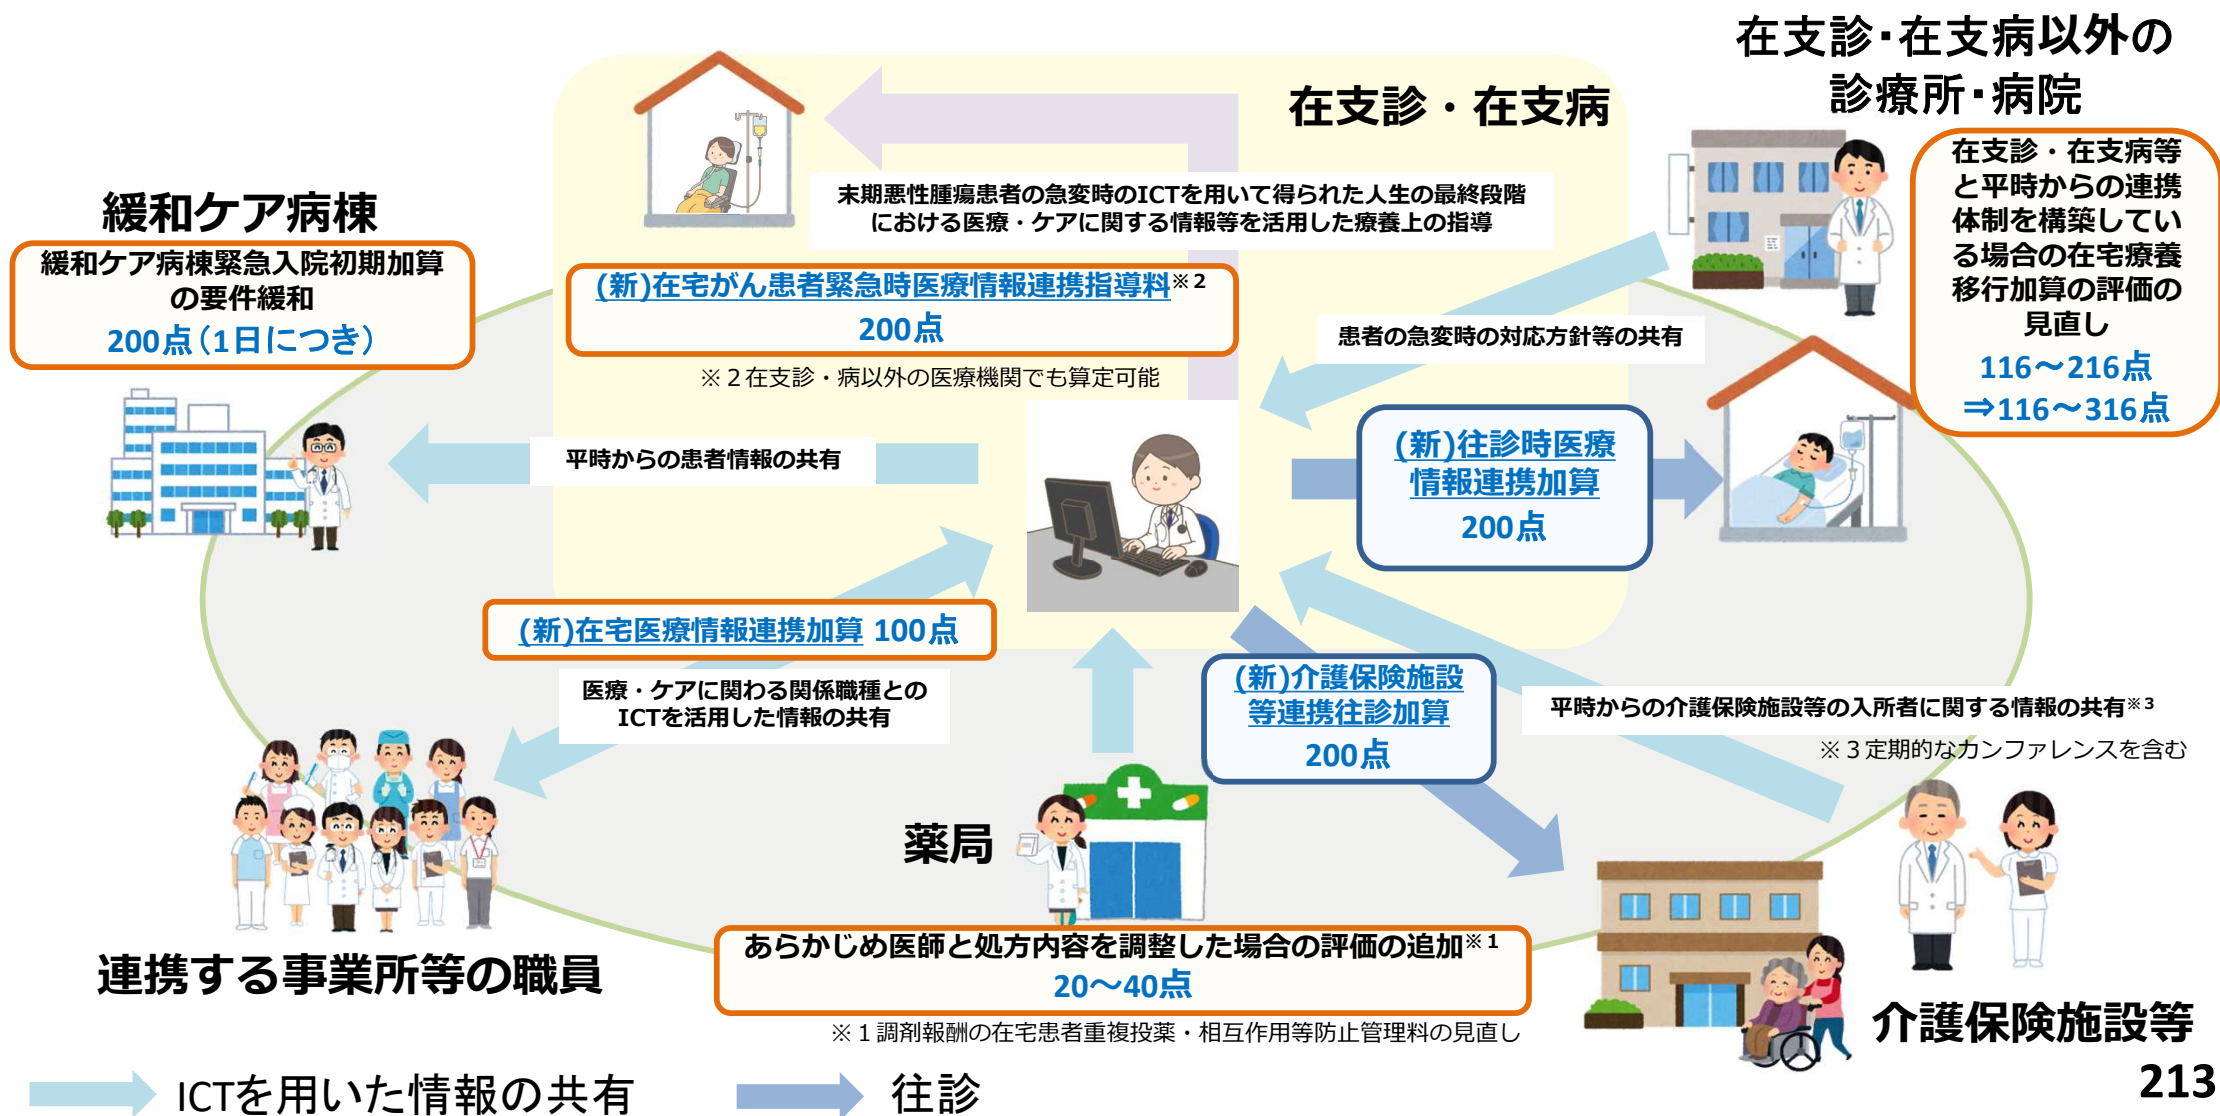 在支診・在支病以外の
診療所・病院
在支診・在支病
在支診・在支病等
と平時からの連携
体制を構築してい
る場合の在宅療養
移行加算の評価の
見直し
116～216点
⇒116～316点
末期悪性腫瘍患者の急変時のICTを用いて得られた人生の最終段階
における医療・ケアに関する情報等を活用した療養上の指導
緩和ケア病棟
緩和ケア病棟緊急入院初期加算
の要件緩和
200点（1日につき）
(新)在宅がん患者緊急時医療情報連携指導料※2
200点
※２在支診・病以外の医療機関でも算定可能
患者の急変時の対応方針等の共有
平時からの患者情報の共有
(新)往診時医療
情報連携加算
200点
(新)在宅医療情報連携加算 100点
医療・ケアに関わる関係職種との
ICTを活用した情報の共有
(新)介護保険施設
等連携往診加算
200点
平時からの介護保険施設等の入所者に関する情報の共有※3
※３定期的なカンファレンスを含む
薬局
連携する事業所等の職員
あらかじめ医師と処方内容を調整した場合の評価の追加※1
20～40点
※１調剤報酬の在宅患者重複投薬・相互作用等防止管理料の見直し
介護保険施設等
ICTを用いた情報の共有
往診
213